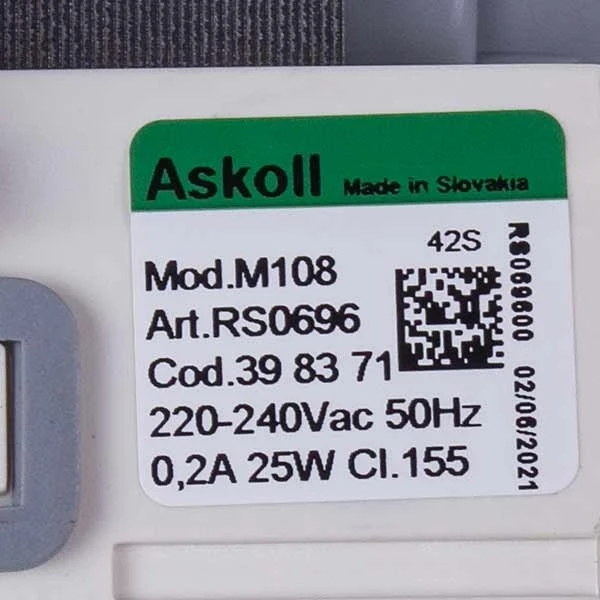 Askoll Made in Slovakia
42S
Mod.M108
Art.RS0696
Cod.39 83 71
220-240Vac 50Hz
0,2A 25W Cl.155
RS069600 02/06/2021